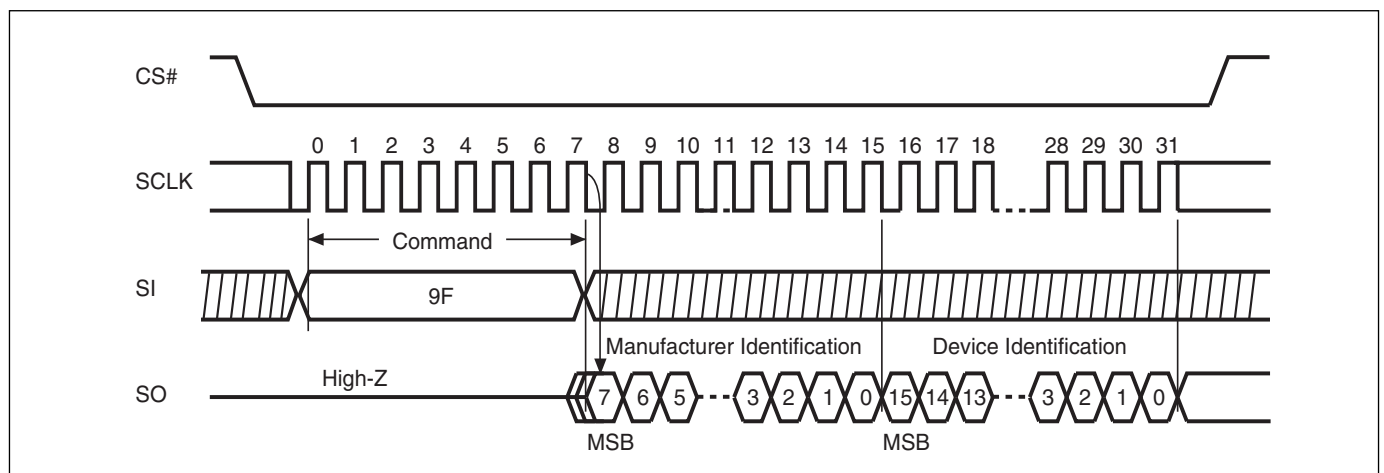 CS#
0 1 2 3 4 5 6 7 8 9 10 11 12 13 14 15 16 17 18 28 29 30 31
SCLK
Command
SI
9F
Manufacturer Identification Device Identification
High-Z
SO
7 6 5 3 2 1 0 15 14 13 3 2 1 0
MSB MSB